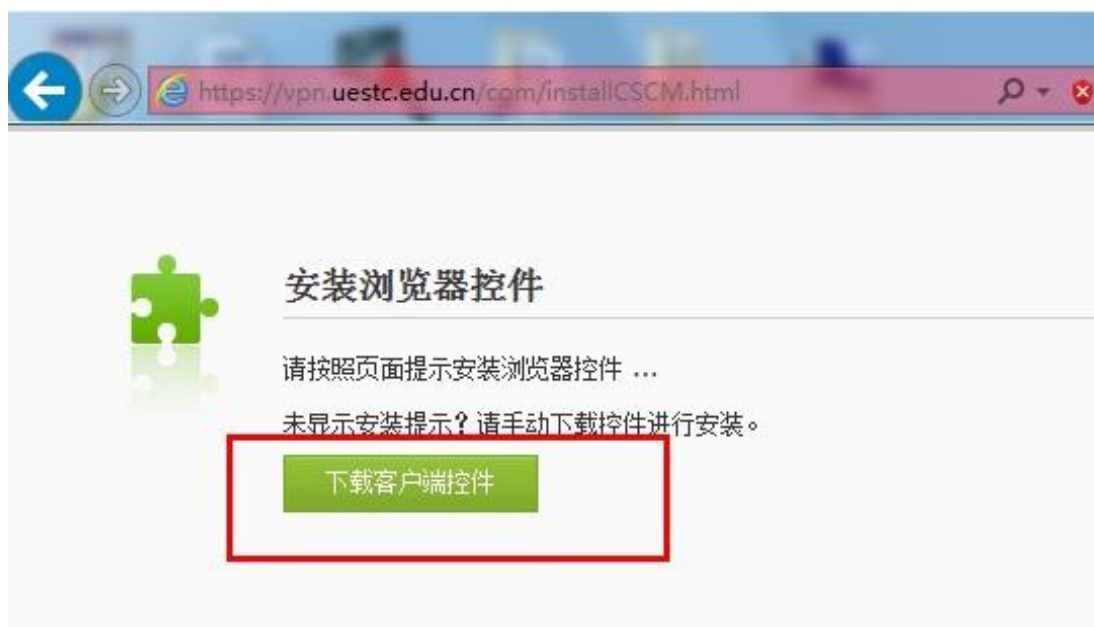 https://vpn.uestc.edu.cn/com/installCSCM.html
安装浏览器控件
请按照页面提示安装浏览器控件 ...
未显示安装提示？请手动下载控件进行安装。
下载客户端控件